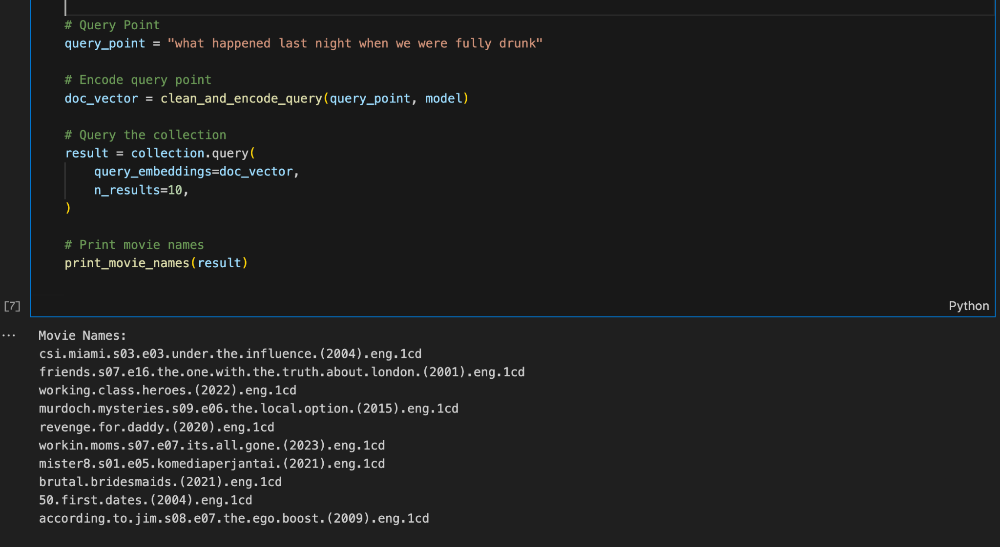 # Query Point
query_point = "what happened last night when we were fully drunk"
# Encode query point
doc_vector = clean_and_encode_query(query_point, model)
# Query the collection
result = collection.query(
    query_embeddings=doc_vector,
    n_results=10,
)
# Print movie names
print_movie_names(result)
[7]
Python
...
Movie Names:
csi.miami.s03.e03.under.the.influence.(2004).eng.1cd
friends.s07.e16.the.one.with.the.truth.about.london.(2001).eng.1cd
working.class.heroes.(2022).eng.1cd
murdoch.mysteries.s09.e06.the.local.option.(2015).eng.1cd
revenge.for.daddy.(2020).eng.1cd
workin.moms.s07.e07.its.all.gone.(2023).eng.1cd
mister8.s01.e05.komediaperjantai.(2021).eng.1cd
brutal.bridesmaids.(2021).eng.1cd
50.first.dates.(2004).eng.1cd
according.to.jim.s08.e07.the.ego.boost.(2009).eng.1cd